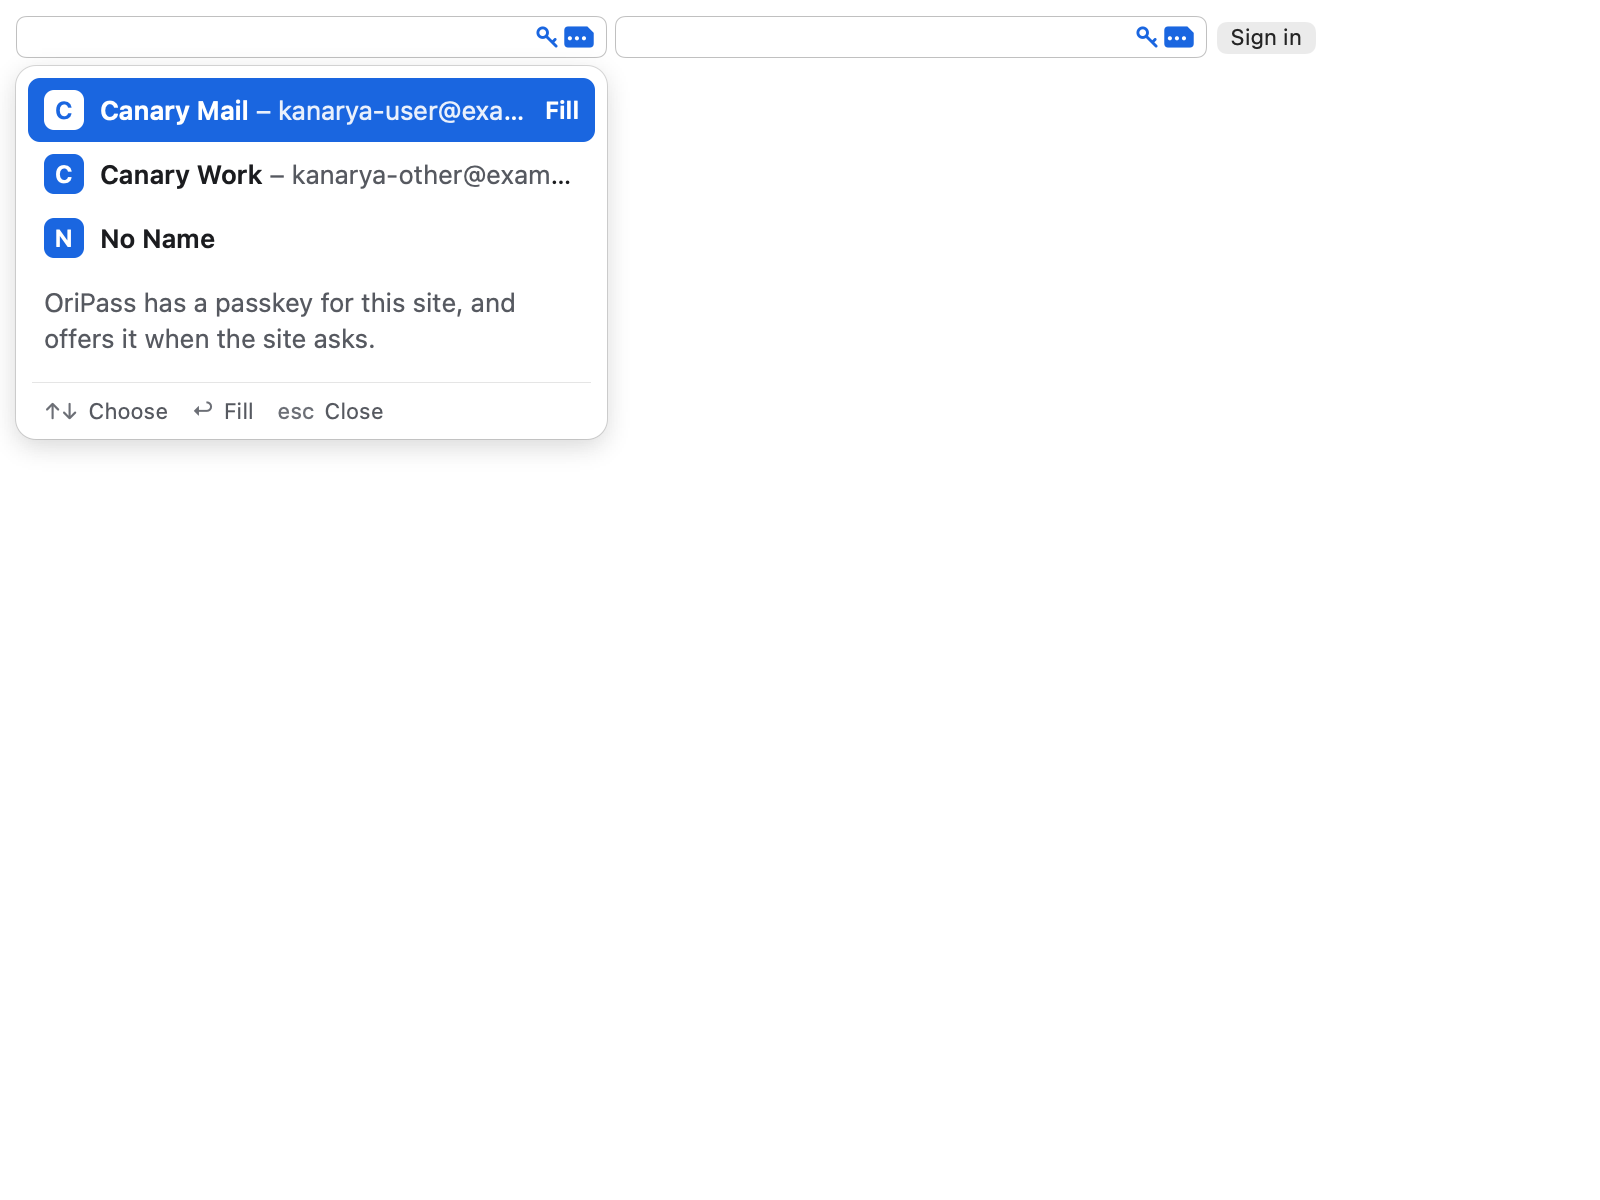 Sign in
C Canary Mail – kanarya-user@exa... Fill
C Canary Work – kanarya-other@exam...
N No Name
OriPass has a passkey for this site, and
offers it when the site asks.
↑↓ Choose ↩ Fill esc Close